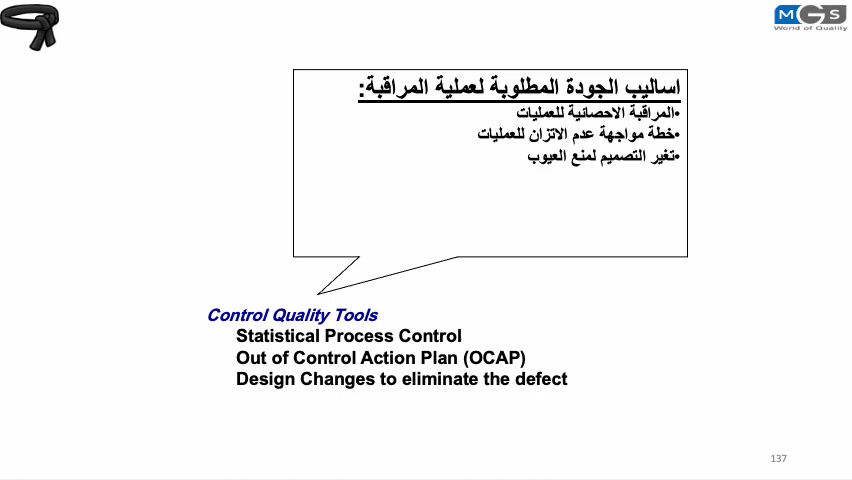 MGS
World of Quality
اساليب الجودة المطلوبة لعملية المراقبة:
•المراقبة الاحصائية للعمليات
•خطة مواجهة عدم الاتزان للعمليات
•تغير التصميم لمنع العيوب
Control Quality Tools
Statistical Process Control
Out of Control Action Plan (OCAP)
Design Changes to eliminate the defect
137